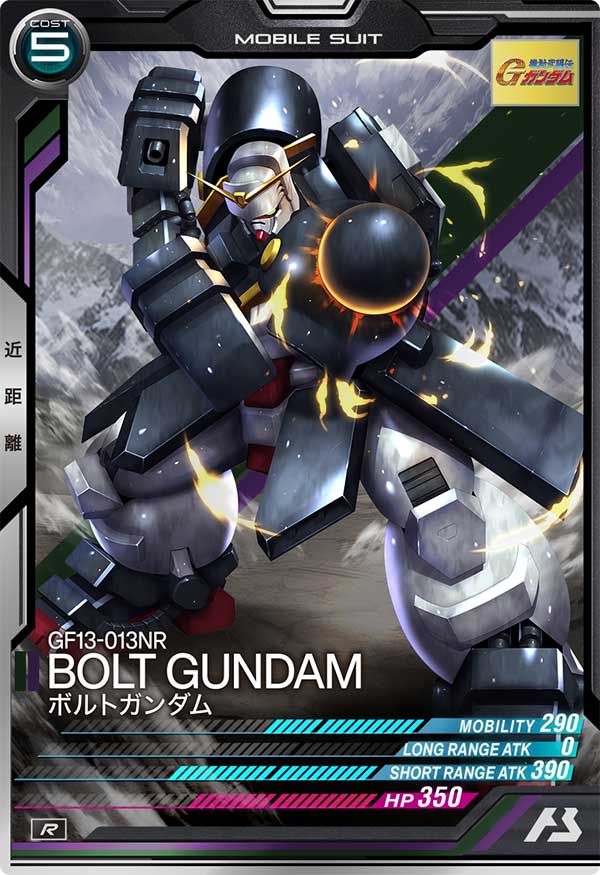 COST
5
MOBILE SUIT
機動武闘伝
Gガンダム
近距離
GF13-013NR
BOLT GUNDAM
ボルトガンダム
MOBILITY 290
LONG RANGE ATK 0
SHORT RANGE ATK 390
HP 350
R